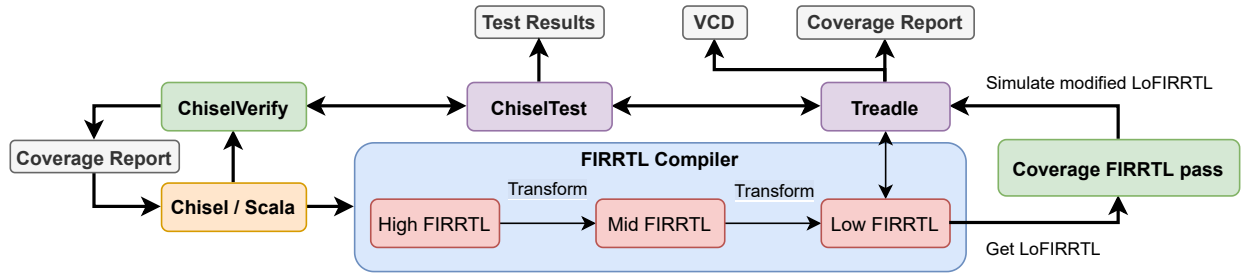 Test Results
VCD
Coverage Report
Simulate modified LoFIRRTL
ChiselVerify
ChiselTest
Treadle
Coverage Report
FIRRTL Compiler
Coverage FIRRTL pass
Chisel / Scala
Transform
Transform
High FIRRTL
Mid FIRRTL
Low FIRRTL
Get LoFIRRTL